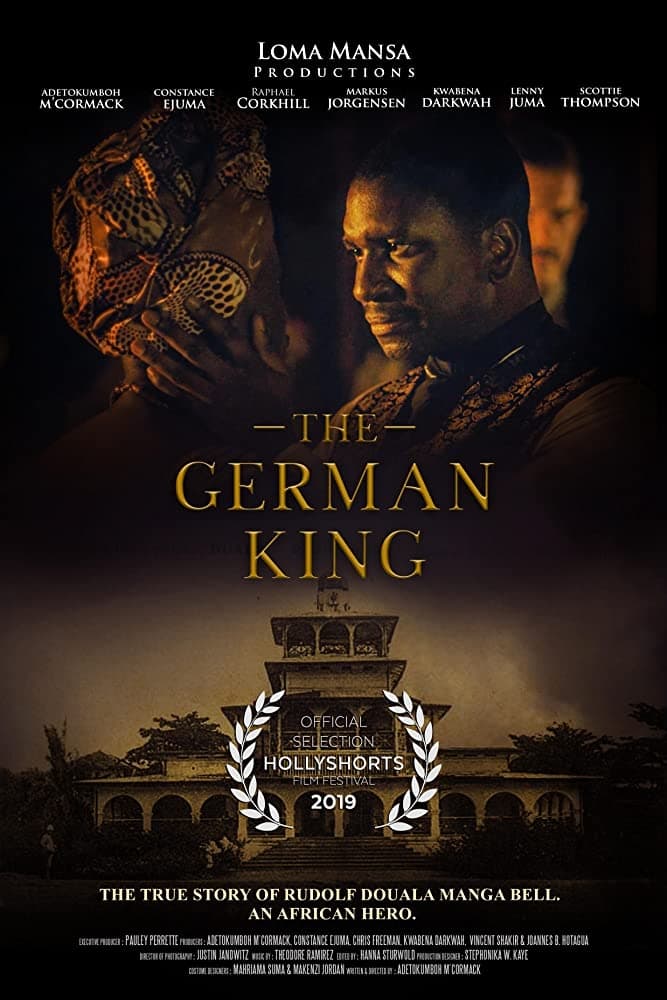 LOMA MANSA
PRODUCTIONS
ADETOKUMBOH M'CORMACK
CONSTANCE EJUMA
RAPHAEL CORKHILL
MARKUS JORGENSEN
KWABENA DARKWAH
LENNY JUMA
SCOTTIE THOMPSON
THE
GERMAN
KING
OFFICIAL
SELECTION
HOLLYSHORTS
FILM FESTIVAL
2019
THE TRUE STORY OF RUDOLF DOUALA MANGA BELL.
AN AFRICAN HERO.
EXECUTIVE PRODUCER : PAULEY PERRETTE PRODUCERS : ADETOKUMBOH M'CORMACK, CONSTANCE EJUMA, CHRIS FREEMAN, KWABENA DARKWAH, VINCENT SHAKIR & JOANNES B. HOTAGUA
DIRECTOR OF PHOTOGRAPHY : JUSTIN JANOWITZ MUSIC BY : THEODORE RAMIREZ EDITED BY : HANNA STURWOLD PRODUCTION DESIGNER : STEPHONIKA W. KAYE
COSTUME DESIGNERS : MAHRIAMA SUMA & MAKENZI JORDAN WRITTEN & DIRECTED BY : ADETOKUMBOH M'CORMACK